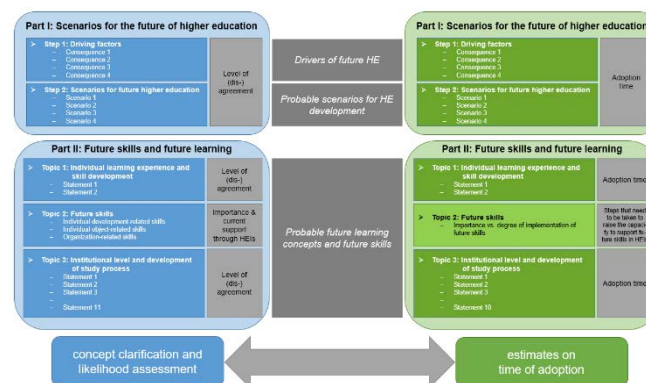 Part I: Scenarios for the future of higher education
Step 1: Driving factors
– Consequence 1
– Consequence 2
– Consequence 3
– Consequence 4
Step 2: Scenarios for future higher education
– Scenario 1
– Scenario 2
– Scenario 3
– Scenario 4
Level of
(dis-)
agreement
Part II: Future skills and future learning
Topic 1: Individual learning experience and
skill development
– Statement 1
– Statement 2
Level of
(dis-)
agreement
Topic 2: Future skills
– Individual development-related skills
– Individual object-related skills
– Organization-related skills
Importance &
current
support
through HEIs
Topic 3: Institutional level and development
of study process
– Statement 1
– Statement 2
– Statement 3
– ...
– Statement 11
Level of
(dis-)
agreement
concept clarification and
likelihood assessment
Drivers of future HE
Probable scenarios for HE
development
Probable future learning
concepts and future skills
Part I: Scenarios for the future of higher education
Step 1: Driving factors
– Consequence 1
– Consequence 2
– Consequence 3
– Consequence 4
Step 2: Scenarios for future higher education
– Scenario 1
– Scenario 2
– Scenario 3
– Scenario 4
Adoption
time
Part II: Future skills and future learning
Topic 1: Individual learning experience and
skill development
– Statement 1
– Statement 2
Adoption time
Topic 2: Future skills
– Importance vs. degree of implementation of
future skills
Steps that need
to be taken to
raise the capaci-
ty to support fu-
ture skills in HEIs
Topic 3: Institutional level and development
of study process
– Statement 1
– Statement 2
– Statement 3
– ...
– Statement 10
Adoption time
estimates on
time of adoption